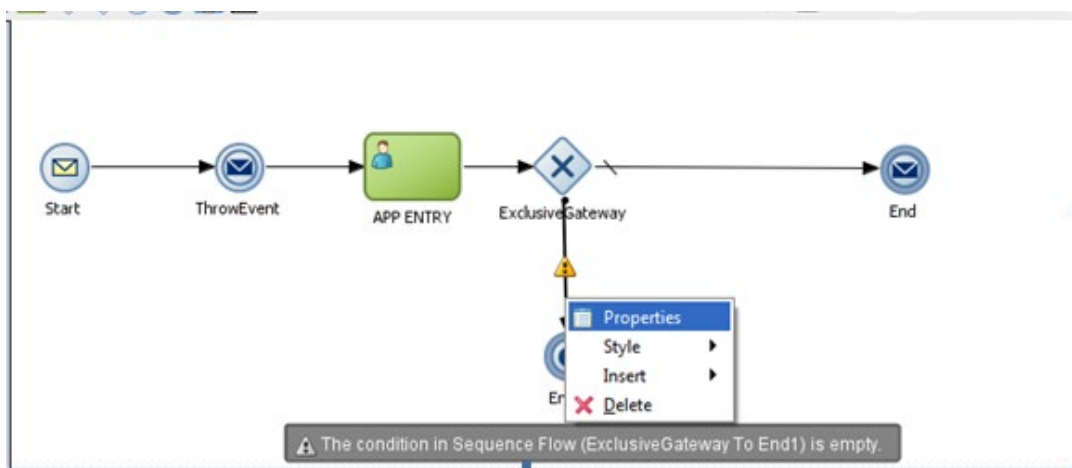 Start
ThrowEvent
APP ENTRY
ExclusiveGateway
End
Properties
Style
Insert
Delete
The condition in Sequence Flow (ExclusiveGateway To End1) is empty.